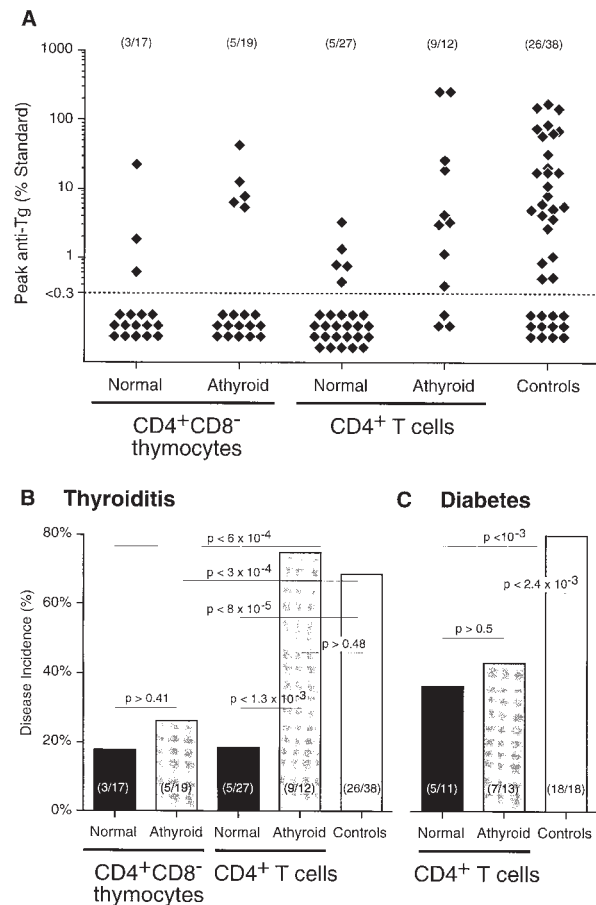 A
(3/17) (5/19) (5/27) (9/12) (26/38)
Peak anti-Tg (% Standard)
1000
100
10
1
<0.3
Normal Athyroid Normal Athyroid Controls
CD4+CD8-
thymocytes
CD4+ T cells
B Thyroiditis
Disease Incidence (%)
80%
60%
40%
20%
0%
p < 6 x 10-4
p < 3 x 10-4
p < 8 x 10-5
p > 0.48
p > 0.41
p < 1.3 x 10-3
(3/17) (5/19) (5/27) (9/12) (26/38)
Normal Athyroid Normal Athyroid Controls
CD4+CD8-
thymocytes
CD4+ T cells
C Diabetes
p <10-3
p < 2.4 x 10-3
p > 0.5
(5/11) (7/13) (18/18)
Normal Athyroid Controls
CD4+ T cells